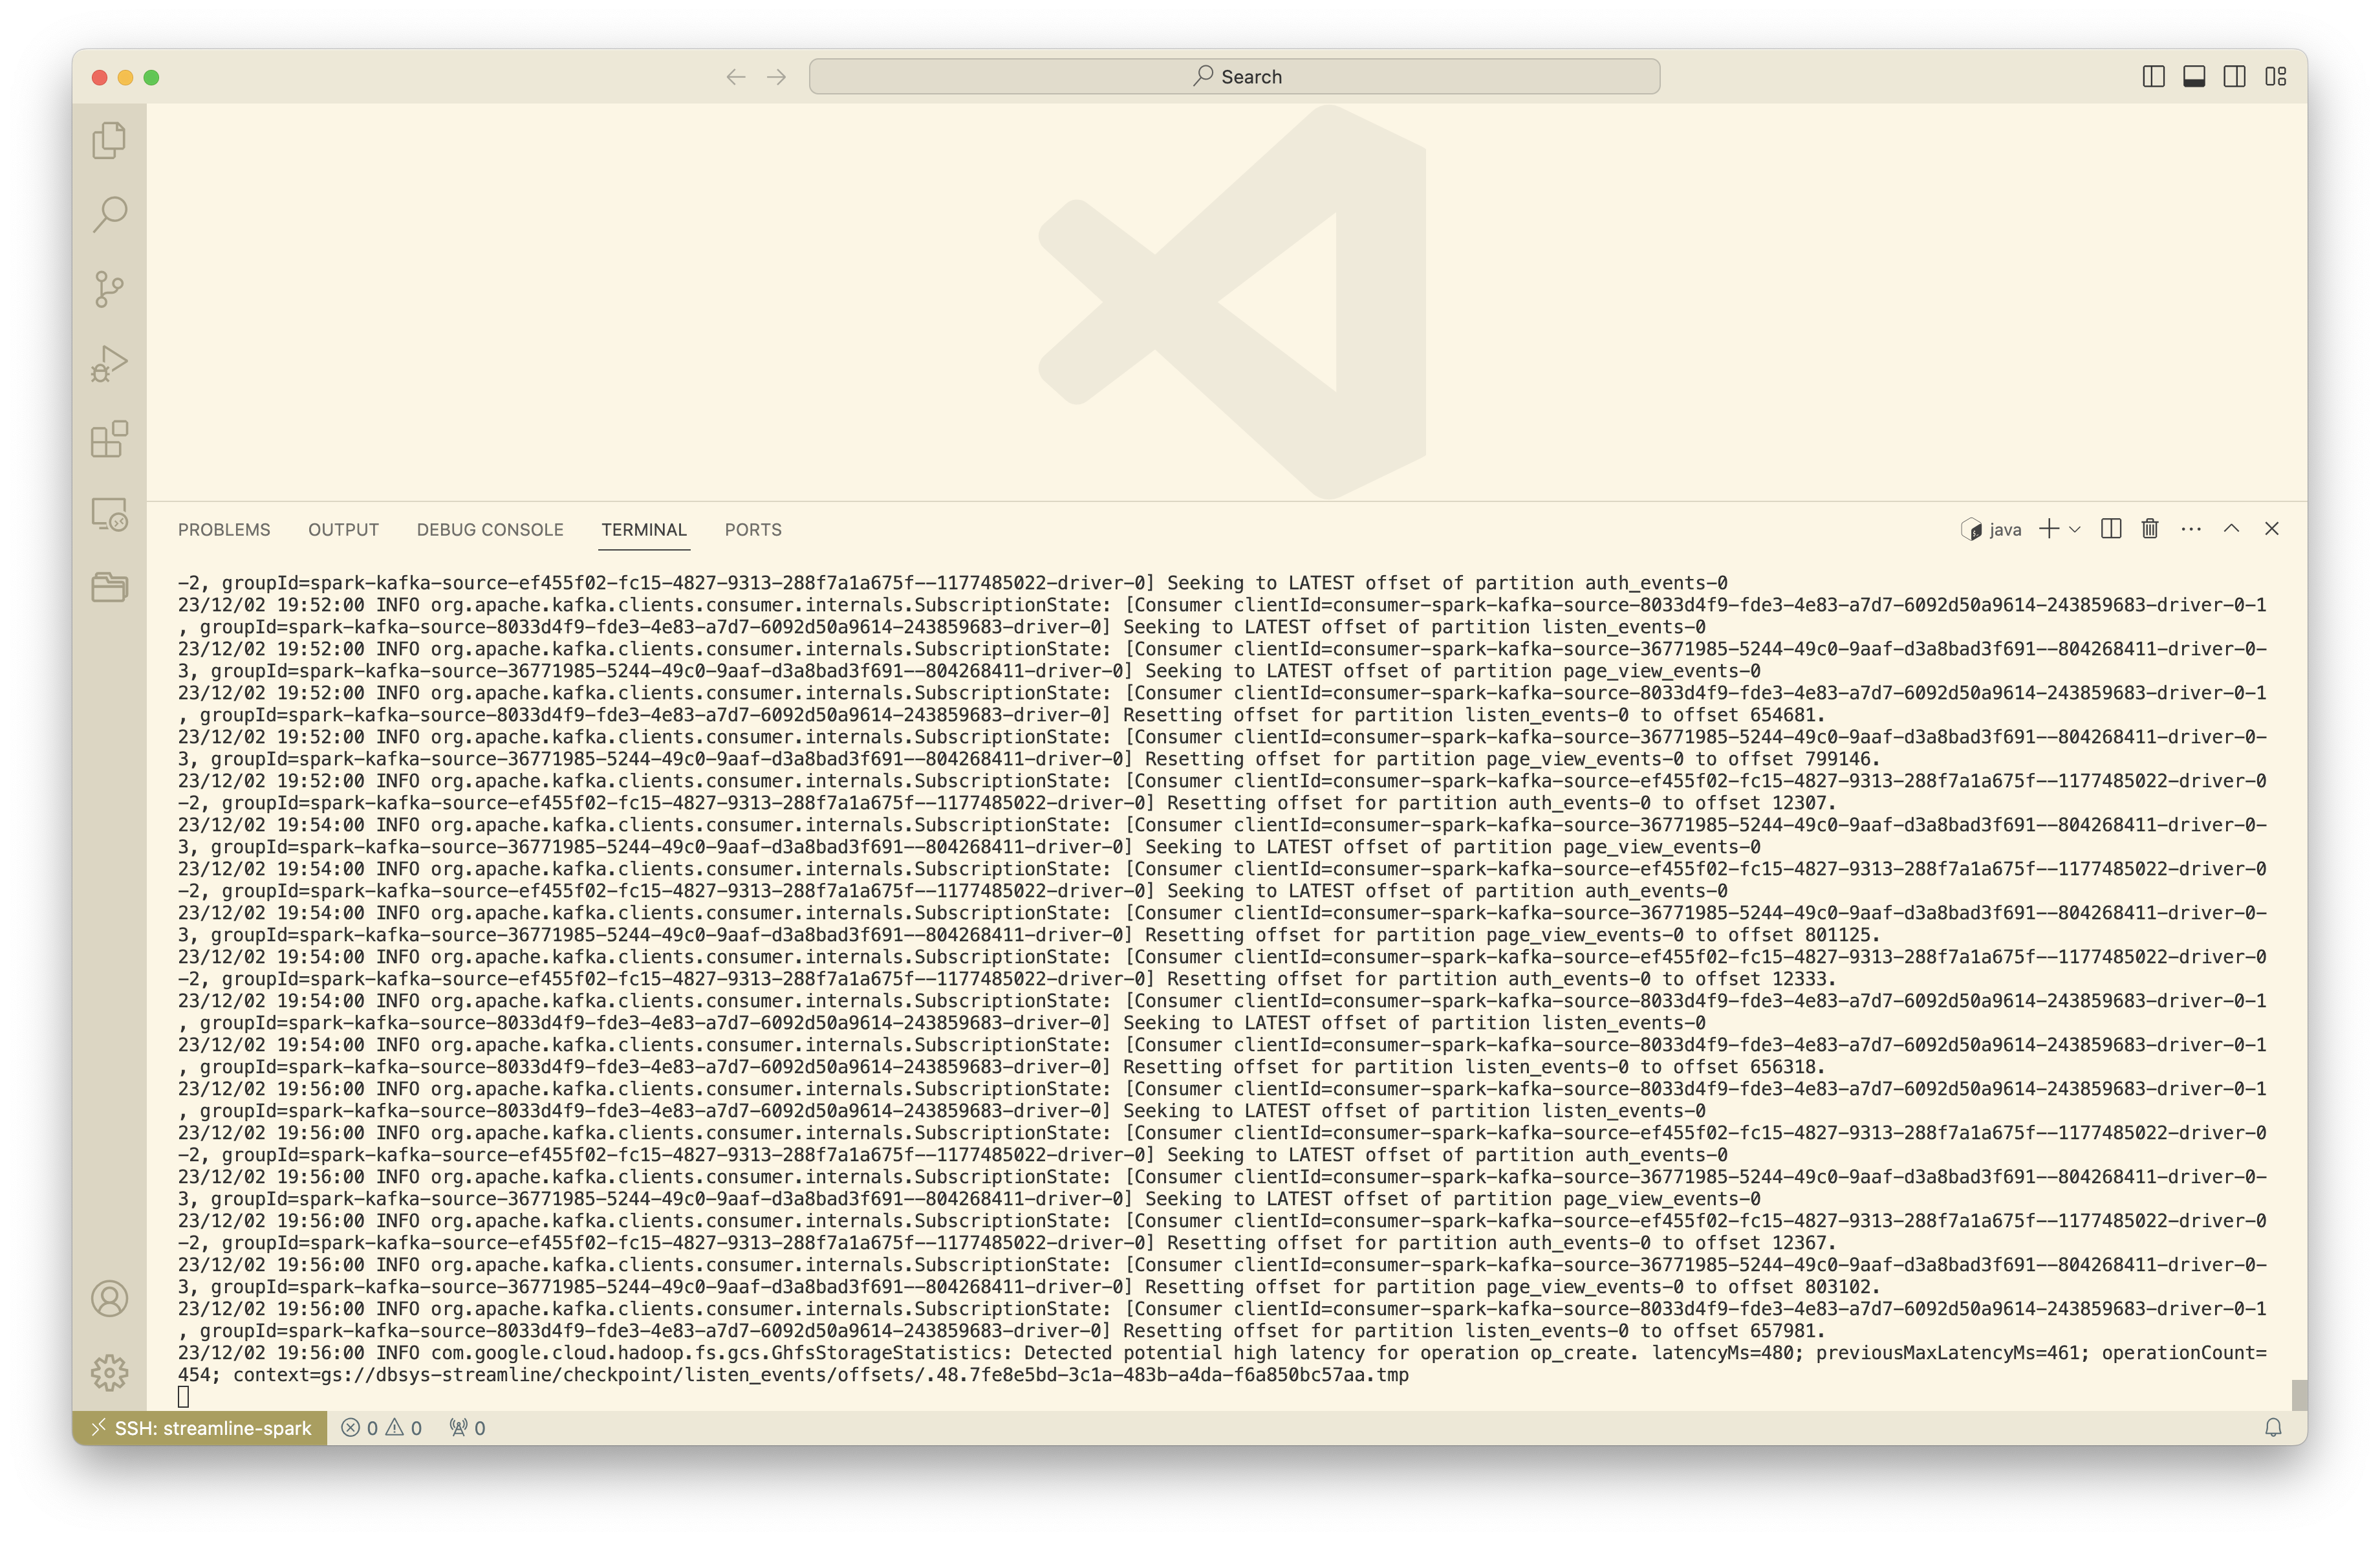 Search
PROBLEMS OUTPUT DEBUG CONSOLE TERMINAL PORTS java
-2, groupId=spark-kafka-source-ef455f02-fc15-4827-9313-288f7a1a675f--1177485022-driver-0] Seeking to LATEST offset of partition auth_events-0
23/12/02 19:52:00 INFO org.apache.kafka.clients.consumer.internals.SubscriptionState: [Consumer clientId=consumer-spark-kafka-source-8033d4f9-fde3-4e83-a7d7-6092d50a9614-243859683-driver-0-1
, groupId=spark-kafka-source-8033d4f9-fde3-4e83-a7d7-6092d50a9614-243859683-driver-0] Seeking to LATEST offset of partition listen_events-0
23/12/02 19:52:00 INFO org.apache.kafka.clients.consumer.internals.SubscriptionState: [Consumer clientId=consumer-spark-kafka-source-36771985-5244-49c0-9aaf-d3a8bad3f691--804268411-driver-0-
3, groupId=spark-kafka-source-36771985-5244-49c0-9aaf-d3a8bad3f691--804268411-driver-0] Seeking to LATEST offset of partition page_view_events-0
23/12/02 19:52:00 INFO org.apache.kafka.clients.consumer.internals.SubscriptionState: [Consumer clientId=consumer-spark-kafka-source-8033d4f9-fde3-4e83-a7d7-6092d50a9614-243859683-driver-0-1
, groupId=spark-kafka-source-8033d4f9-fde3-4e83-a7d7-6092d50a9614-243859683-driver-0] Resetting offset for partition listen_events-0 to offset 654681.
23/12/02 19:52:00 INFO org.apache.kafka.clients.consumer.internals.SubscriptionState: [Consumer clientId=consumer-spark-kafka-source-36771985-5244-49c0-9aaf-d3a8bad3f691--804268411-driver-0-
3, groupId=spark-kafka-source-36771985-5244-49c0-9aaf-d3a8bad3f691--804268411-driver-0] Resetting offset for partition page_view_events-0 to offset 799146.
23/12/02 19:52:00 INFO org.apache.kafka.clients.consumer.internals.SubscriptionState: [Consumer clientId=consumer-spark-kafka-source-ef455f02-fc15-4827-9313-288f7a1a675f--1177485022-driver-0
-2, groupId=spark-kafka-source-ef455f02-fc15-4827-9313-288f7a1a675f--1177485022-driver-0] Resetting offset for partition auth_events-0 to offset 12307.
23/12/02 19:54:00 INFO org.apache.kafka.clients.consumer.internals.SubscriptionState: [Consumer clientId=consumer-spark-kafka-source-36771985-5244-49c0-9aaf-d3a8bad3f691--804268411-driver-0-
3, groupId=spark-kafka-source-36771985-5244-49c0-9aaf-d3a8bad3f691--804268411-driver-0] Seeking to LATEST offset of partition page_view_events-0
23/12/02 19:54:00 INFO org.apache.kafka.clients.consumer.internals.SubscriptionState: [Consumer clientId=consumer-spark-kafka-source-ef455f02-fc15-4827-9313-288f7a1a675f--1177485022-driver-0
-2, groupId=spark-kafka-source-ef455f02-fc15-4827-9313-288f7a1a675f--1177485022-driver-0] Seeking to LATEST offset of partition auth_events-0
23/12/02 19:54:00 INFO org.apache.kafka.clients.consumer.internals.SubscriptionState: [Consumer clientId=consumer-spark-kafka-source-36771985-5244-49c0-9aaf-d3a8bad3f691--804268411-driver-0-
3, groupId=spark-kafka-source-36771985-5244-49c0-9aaf-d3a8bad3f691--804268411-driver-0] Resetting offset for partition page_view_events-0 to offset 801125.
23/12/02 19:54:00 INFO org.apache.kafka.clients.consumer.internals.SubscriptionState: [Consumer clientId=consumer-spark-kafka-source-ef455f02-fc15-4827-9313-288f7a1a675f--1177485022-driver-0
-2, groupId=spark-kafka-source-ef455f02-fc15-4827-9313-288f7a1a675f--1177485022-driver-0] Resetting offset for partition auth_events-0 to offset 12333.
23/12/02 19:54:00 INFO org.apache.kafka.clients.consumer.internals.SubscriptionState: [Consumer clientId=consumer-spark-kafka-source-8033d4f9-fde3-4e83-a7d7-6092d50a9614-243859683-driver-0-1
, groupId=spark-kafka-source-8033d4f9-fde3-4e83-a7d7-6092d50a9614-243859683-driver-0] Seeking to LATEST offset of partition listen_events-0
23/12/02 19:54:00 INFO org.apache.kafka.clients.consumer.internals.SubscriptionState: [Consumer clientId=consumer-spark-kafka-source-8033d4f9-fde3-4e83-a7d7-6092d50a9614-243859683-driver-0-1
, groupId=spark-kafka-source-8033d4f9-fde3-4e83-a7d7-6092d50a9614-243859683-driver-0] Resetting offset for partition listen_events-0 to offset 656318.
23/12/02 19:56:00 INFO org.apache.kafka.clients.consumer.internals.SubscriptionState: [Consumer clientId=consumer-spark-kafka-source-8033d4f9-fde3-4e83-a7d7-6092d50a9614-243859683-driver-0-1
, groupId=spark-kafka-source-8033d4f9-fde3-4e83-a7d7-6092d50a9614-243859683-driver-0] Seeking to LATEST offset of partition listen_events-0
23/12/02 19:56:00 INFO org.apache.kafka.clients.consumer.internals.SubscriptionState: [Consumer clientId=consumer-spark-kafka-source-ef455f02-fc15-4827-9313-288f7a1a675f--1177485022-driver-0
-2, groupId=spark-kafka-source-ef455f02-fc15-4827-9313-288f7a1a675f--1177485022-driver-0] Seeking to LATEST offset of partition auth_events-0
23/12/02 19:56:00 INFO org.apache.kafka.clients.consumer.internals.SubscriptionState: [Consumer clientId=consumer-spark-kafka-source-36771985-5244-49c0-9aaf-d3a8bad3f691--804268411-driver-0-
3, groupId=spark-kafka-source-36771985-5244-49c0-9aaf-d3a8bad3f691--804268411-driver-0] Seeking to LATEST offset of partition page_view_events-0
23/12/02 19:56:00 INFO org.apache.kafka.clients.consumer.internals.SubscriptionState: [Consumer clientId=consumer-spark-kafka-source-ef455f02-fc15-4827-9313-288f7a1a675f--1177485022-driver-0
-2, groupId=spark-kafka-source-ef455f02-fc15-4827-9313-288f7a1a675f--1177485022-driver-0] Resetting offset for partition auth_events-0 to offset 12367.
23/12/02 19:56:00 INFO org.apache.kafka.clients.consumer.internals.SubscriptionState: [Consumer clientId=consumer-spark-kafka-source-36771985-5244-49c0-9aaf-d3a8bad3f691--804268411-driver-0-
3, groupId=spark-kafka-source-36771985-5244-49c0-9aaf-d3a8bad3f691--804268411-driver-0] Resetting offset for partition page_view_events-0 to offset 803102.
23/12/02 19:56:00 INFO org.apache.kafka.clients.consumer.internals.SubscriptionState: [Consumer clientId=consumer-spark-kafka-source-8033d4f9-fde3-4e83-a7d7-6092d50a9614-243859683-driver-0-1
, groupId=spark-kafka-source-8033d4f9-fde3-4e83-a7d7-6092d50a9614-243859683-driver-0] Resetting offset for partition listen_events-0 to offset 657981.
23/12/02 19:56:00 INFO com.google.cloud.hadoop.fs.gcs.GhfsStorageStatistics: Detected potential high latency for operation op_create. latencyMs=480; previousMaxLatencyMs=461; operationCount=
454; context=gs://dbsys-streamline/checkpoint/listen_events/offsets/.48.7fe8e5bd-3c1a-483b-a4da-f6a850bc57aa.tmp
SSH: streamline-spark 0 0 0